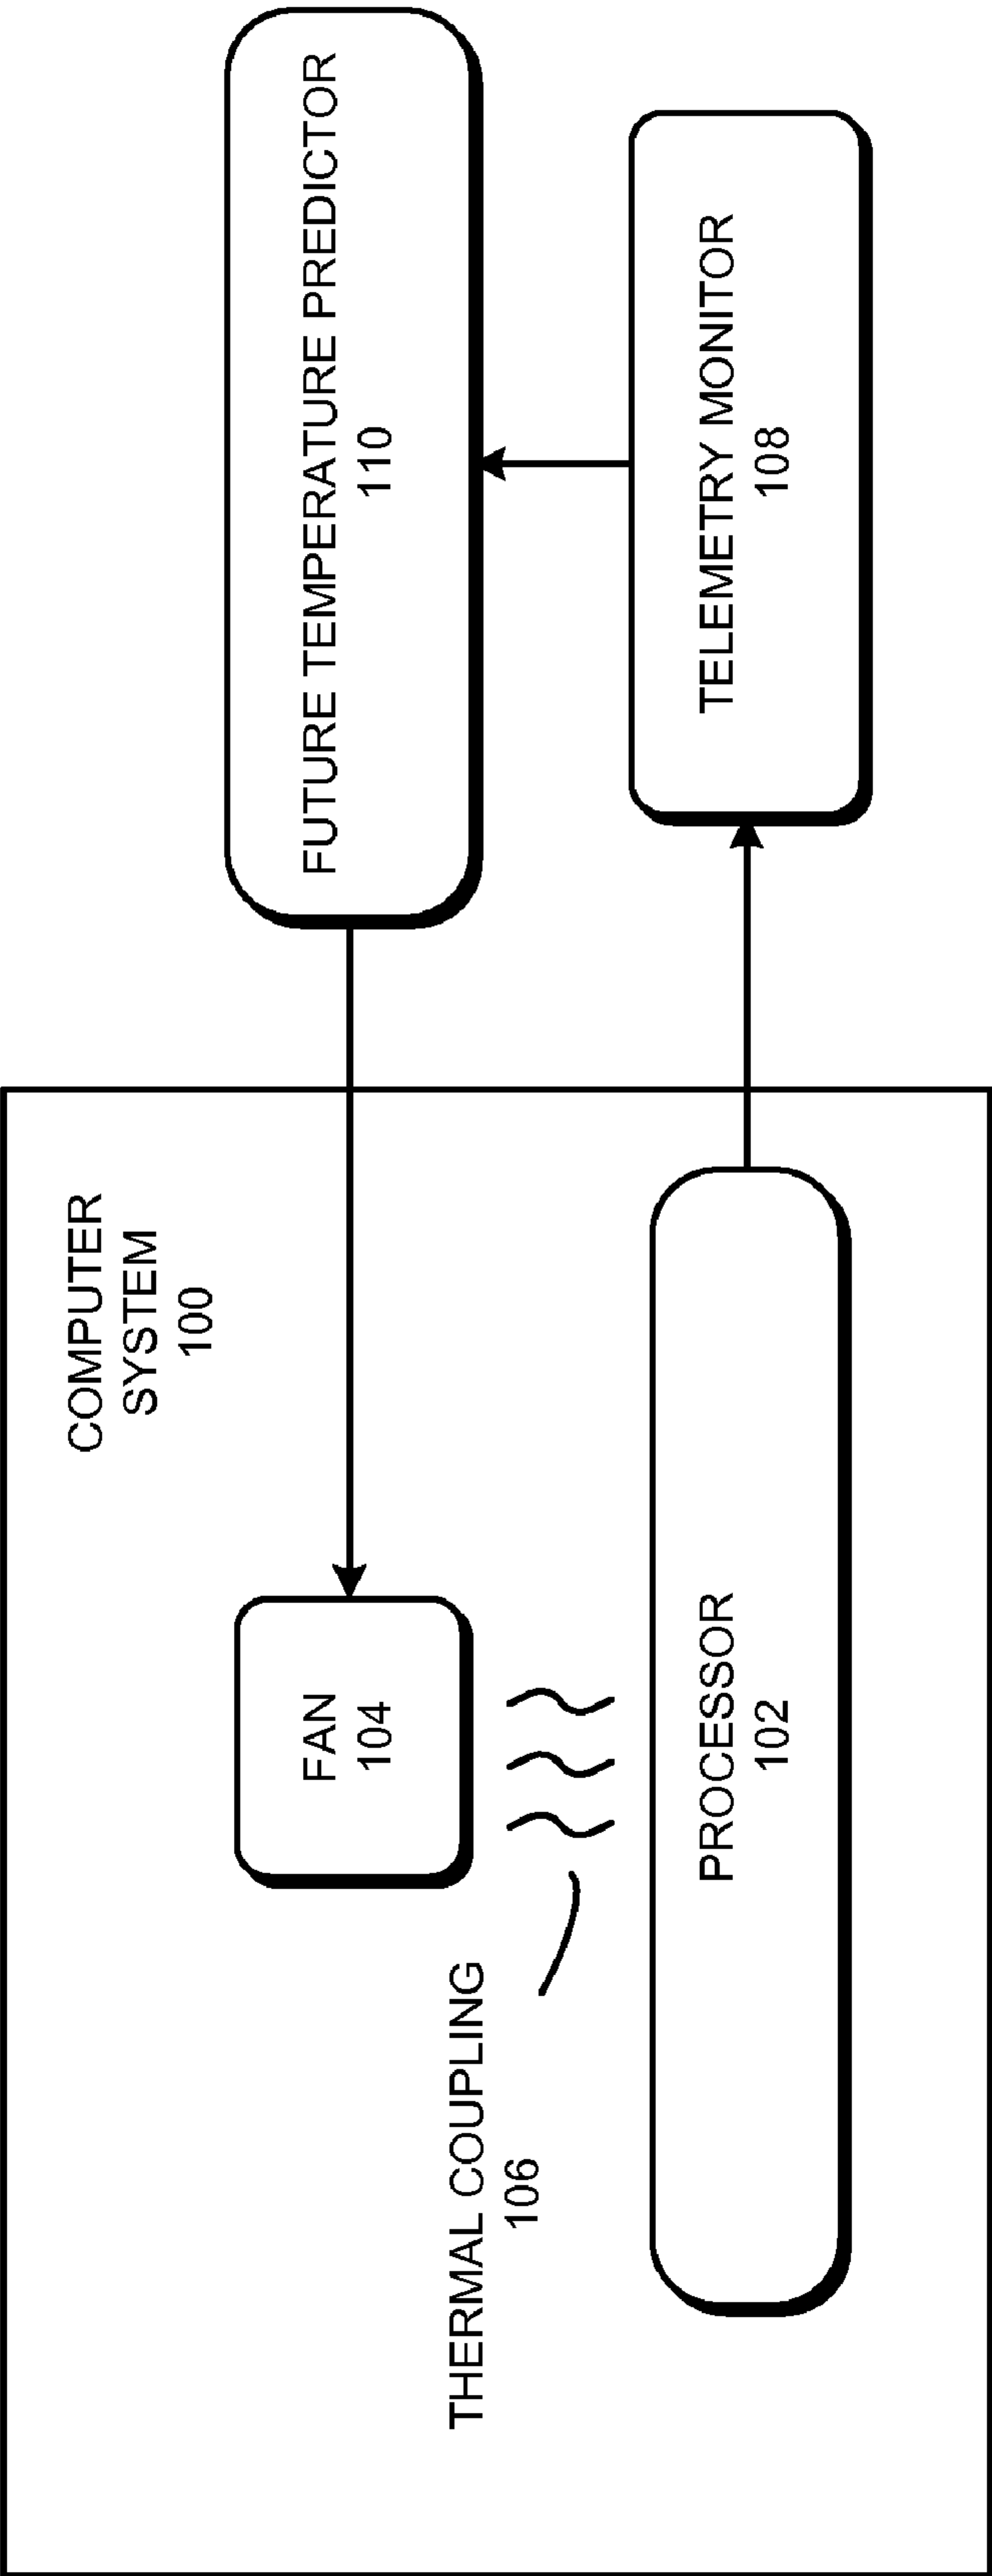 COMPUTER
SYSTEM
100
FAN
104
THERMAL COUPLING
106
PROCESSOR
102
FUTURE TEMPERATURE PREDICTOR
110
TELEMETRY MONITOR
108